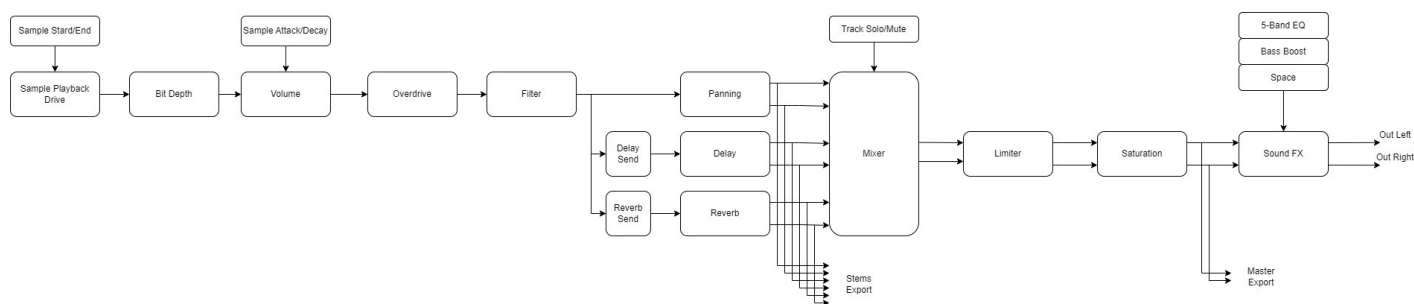 Sample Stard/End
Sample Attack/Decay
Track Solo/Mute
5-Band EQ
Bass Boost
Space
Sample Playback
Drive
Bit Depth
Volume
Overdrive
Filter
Panning
Delay
Send
Delay
Reverb
Send
Reverb
Mixer
Limiter
Saturation
Sound FX
Out Left
Out Right
Stems
Export
Master
Export